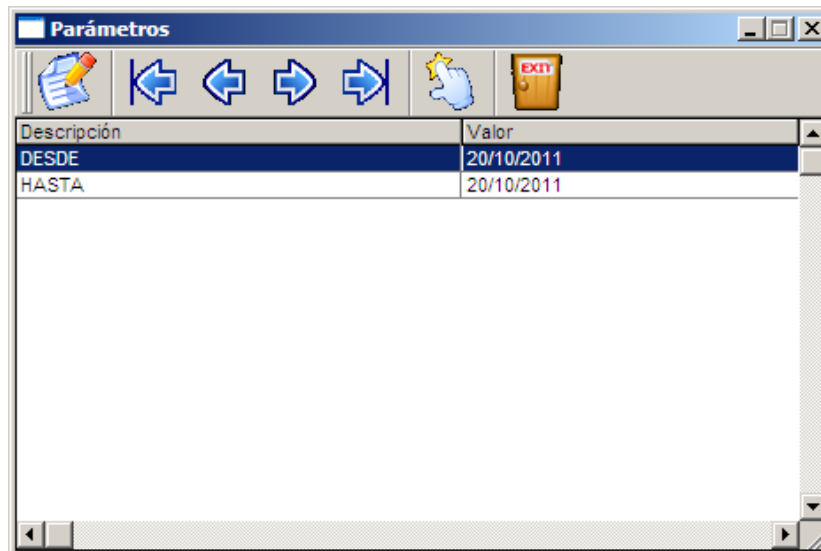 Parámetros
EXIT
Descripción Valor
DESDE 20/10/2011
HASTA 20/10/2011